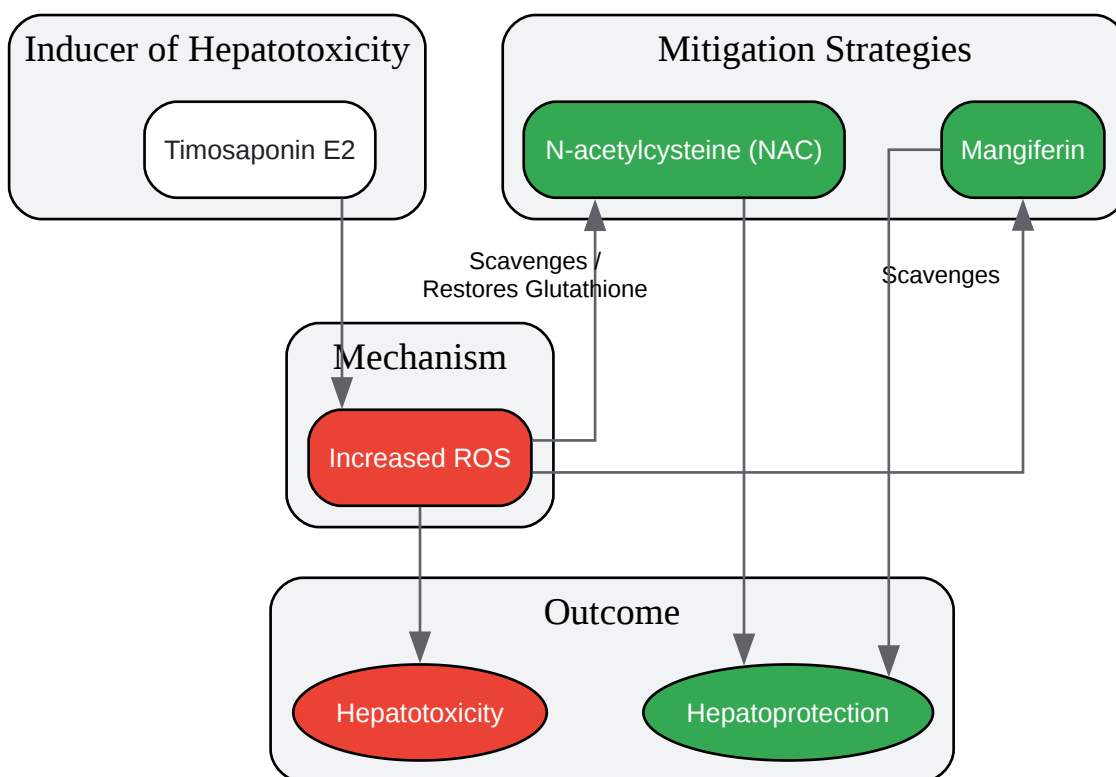 Inducer of Hepatotoxicity
Timosaponin E2
Mitigation Strategies
N-acetylcysteine (NAC)
Mangiferin
Scavenges /
Restores Glutathione
Scavenges
Mechanism
Increased ROS
Outcome
Hepatotoxicity
Hepatoprotection